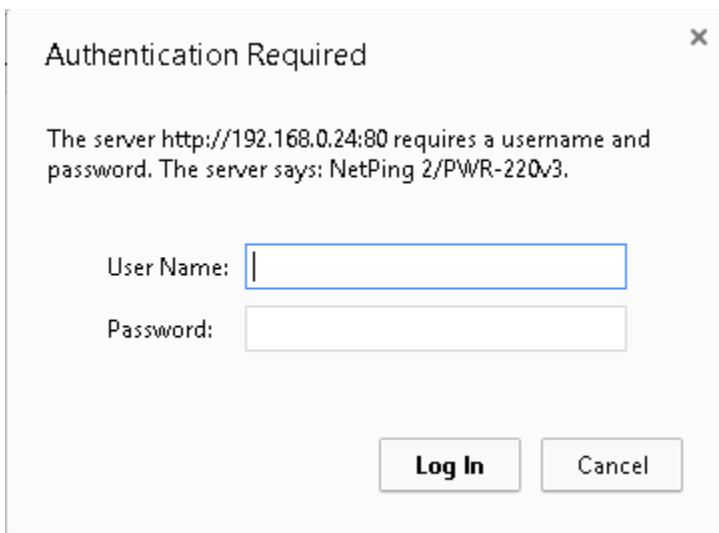 Authentication Required
The server http://192.168.0.24:80 requires a username and
password. The server says: NetPing 2/PWR-220v3.
User Name:
Password:
Log In
Cancel